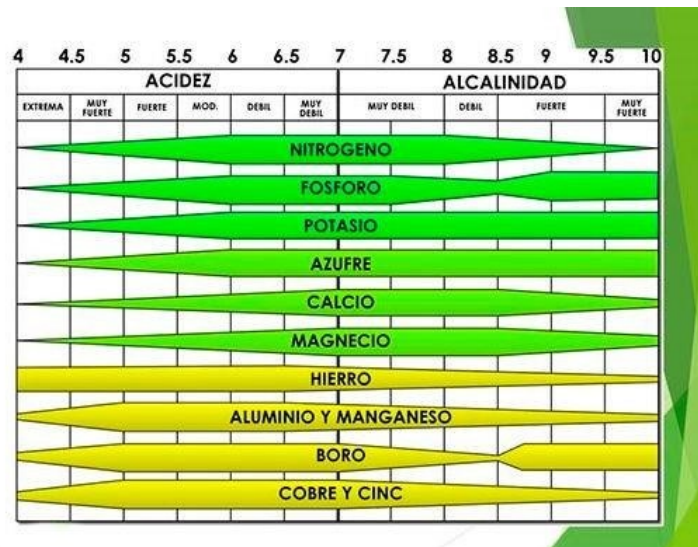 4 4.5 5 5.5 6 6.5 7 7.5 8 8.5 9 9.5 10
ACIDEZ ALCALINIDAD
EXTREMA MUY FUERTE FUERTE MOD. DEBIL MUY DEBIL MUY DEBIL DEBIL FUERTE MUY FUERTE
NITROGENO
FOSFORO
POTASIO
AZUFRE
CALCIO
MAGNECIO
HIERRO
ALUMINIO Y MANGANESO
BORO
COBRE Y CINC